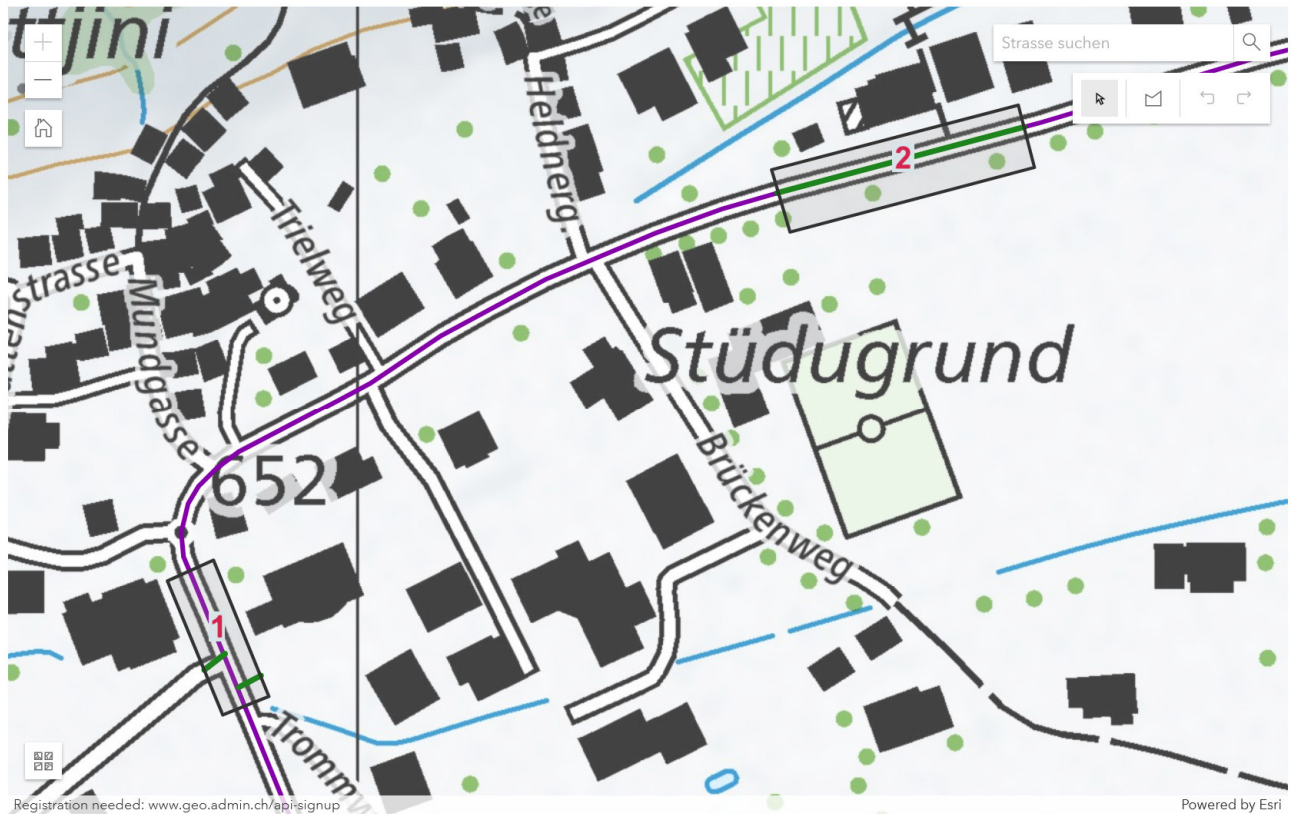 ttjini
Strasse suchen
Heldnerg.
2
Trielweg
strasse
Mundgasse
Stüdugrund
652
Brückenweg
1
Trommw
Registration needed: www.geo.admin.ch/api-signup
Powered by Esri